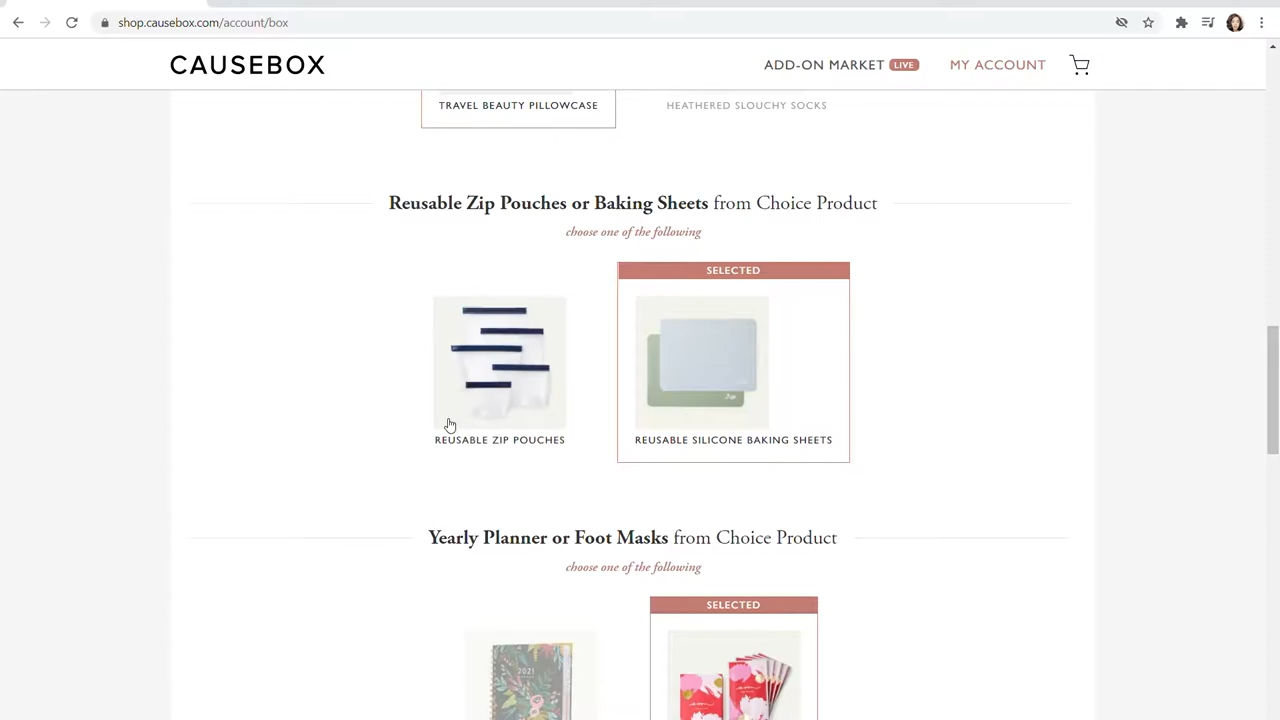 shop.causebox.com/account/box
CAUSEBOX
ADD-ON MARKET LIVE
MY ACCOUNT
TRAVEL BEAUTY PILLOWCASE
HEATHERED SLOUCHY SOCKS
Reusable Zip Pouches or Baking Sheets from Choice Product
choose one of the following
SELECTED
REUSABLE ZIP POUCHES
REUSABLE SILICONE BAKING SHEETS
Yearly Planner or Foot Masks from Choice Product
choose one of the following
SELECTED
2021